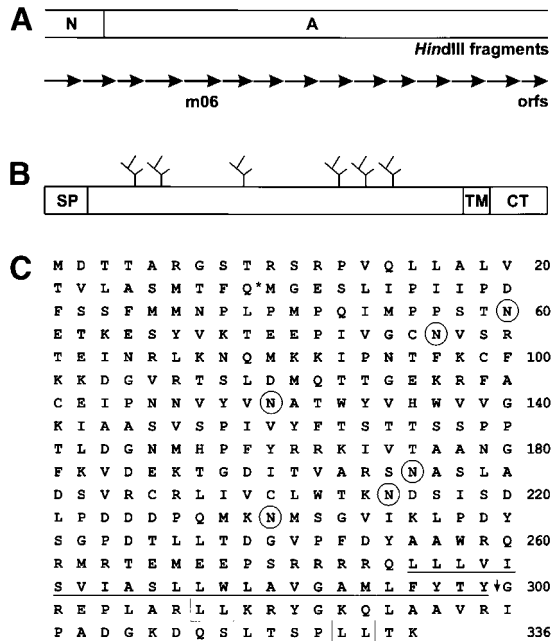 A
N A
HindIII fragments
m06 orfs
B
SP TM CT
C
M D T T A R G S T R S R P V Q L L A L V 20
T V L A S M T F Q * M G E S L I P I I P D
F S S F M M N P L P M P Q I M P P S T N 60
E T K E S Y V K T E E P I V G C N V S R
T E I N R L K N Q M K K I P N T F K C F 100
K K D G V R T S L D M Q T T G E K R F A
C E I P N N V Y V N A T W Y V H W V V G 140
K I A A S V S P I V Y F T S T T S S P P
T L D G N M H P F Y R R K I V T A A N G 180
F K V D E K T G D I T V A R S N A S L A
D S V R C R L I V C L W T K N D S I S D 220
L P D D D P Q M K N M S G V I K L P D Y
S G P D T L L T D G V P F D Y A A W R Q 260
R M R T E M E E P S R R R R Q L L L V I
S V I A S L L W L A V G A M L F Y T Y ↓ G 300
R E P L A R L L K R Y G K Q L A A V R I
P A D G K D Q S L T S P L L T K 336